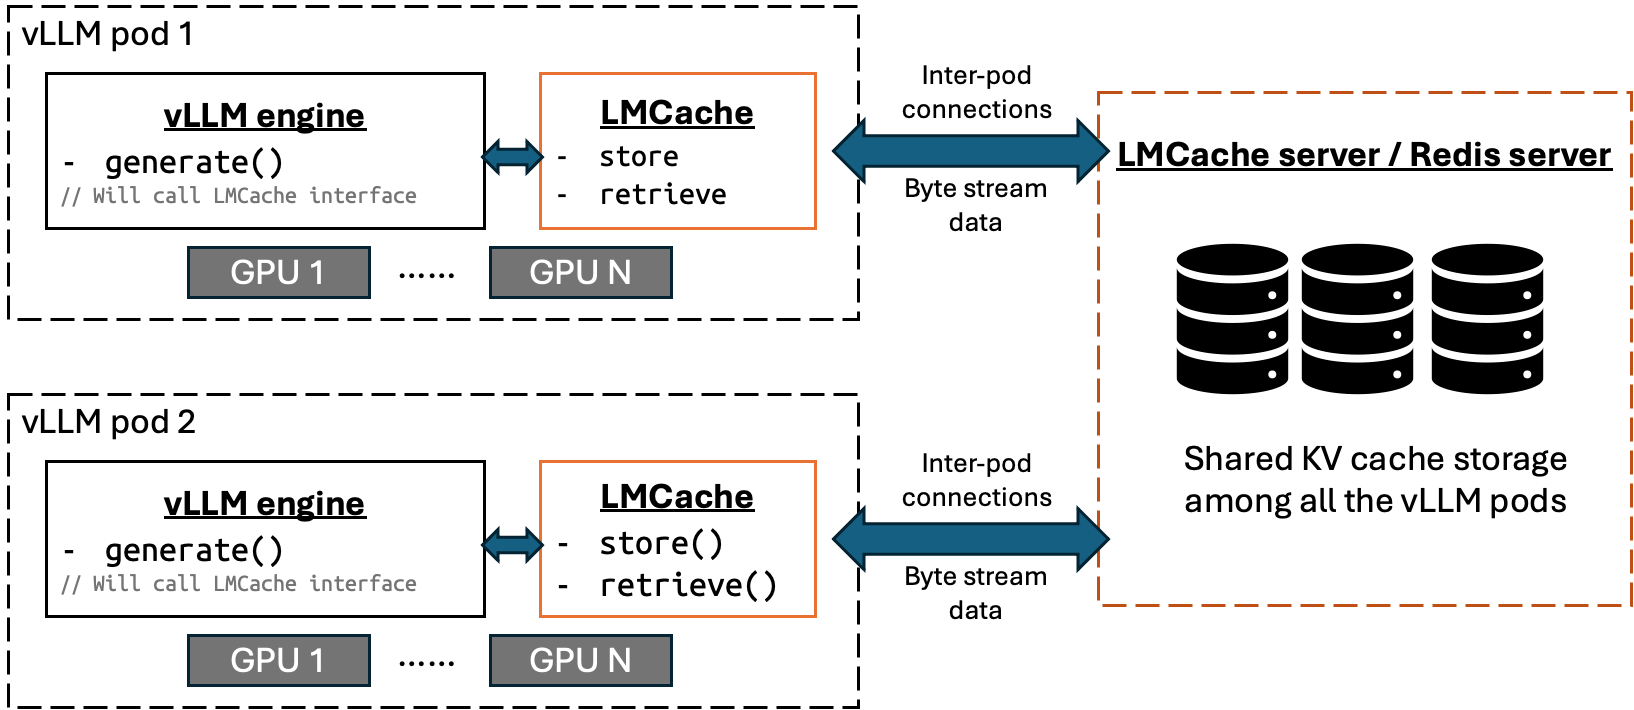 vLLM pod 1
vLLM engine
- generate()
// Will call LMCache interface
LMCache
- store
- retrieve
GPU 1
......
GPU N
Inter-pod
connections
Byte stream
data
vLLM pod 2
vLLM engine
- generate()
// Will call LMCache interface
LMCache
- store()
- retrieve()
GPU 1
......
GPU N
Inter-pod
connections
Byte stream
data
LMCache server / Redis server
Shared KV cache storage
among all the vLLM pods